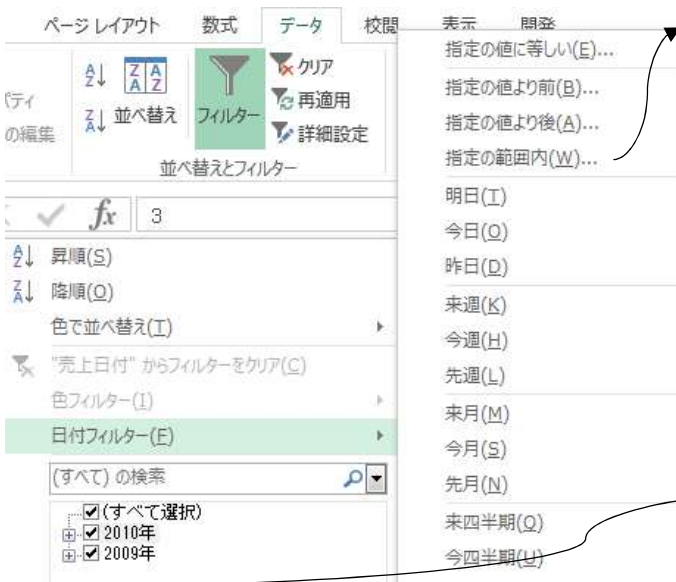 ページ レイアウト 数式 データ 校閲 表示 開発
クリア
再適用
詳細設定
並べ替え
フィルター
ティ
の編集
並べ替えとフィルター
fx 3
昇順(S)
降順(O)
色で並べ替え(T)
"売上日付" からフィルターをクリア(C)
色フィルター(I)
日付フィルター(F)
(すべて) の検索
(すべて選択)
2010年
2009年
指定の値に等しい(E)...
指定の値より前(B)...
指定の値より後(A)...
指定の範囲内(W)...
明日(T)
今日(O)
昨日(D)
来週(K)
今週(H)
先週(L)
来月(M)
今月(S)
先月(N)
来四半期(Q)
今四半期(U)